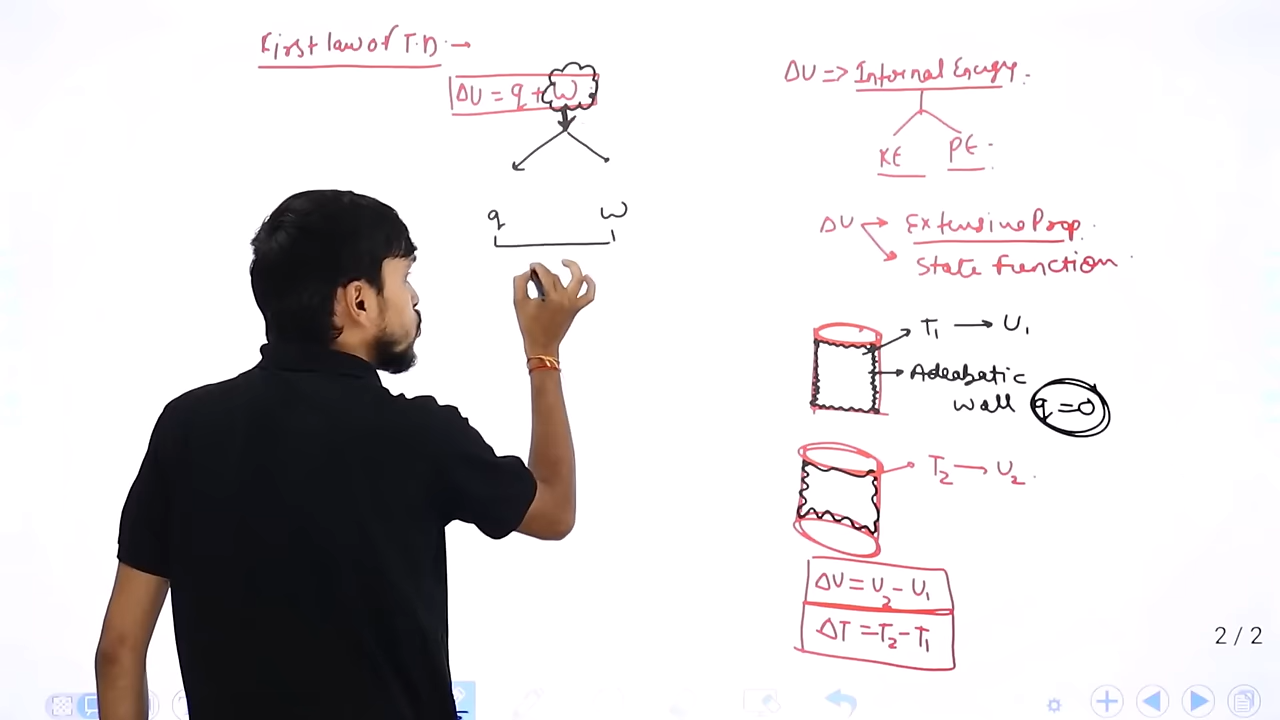 First law of T.D. →
ΔU = q + W
q W
ΔU => Internal Energy.
KE PE.
ΔU → Extensive Prop.
→ State function.
T₁ → U₁
→ Adeabatic
wall q = 0
T₂ → U₂.
ΔU = U₂ - U₁
ΔT = T₂ - T₁
2 / 2